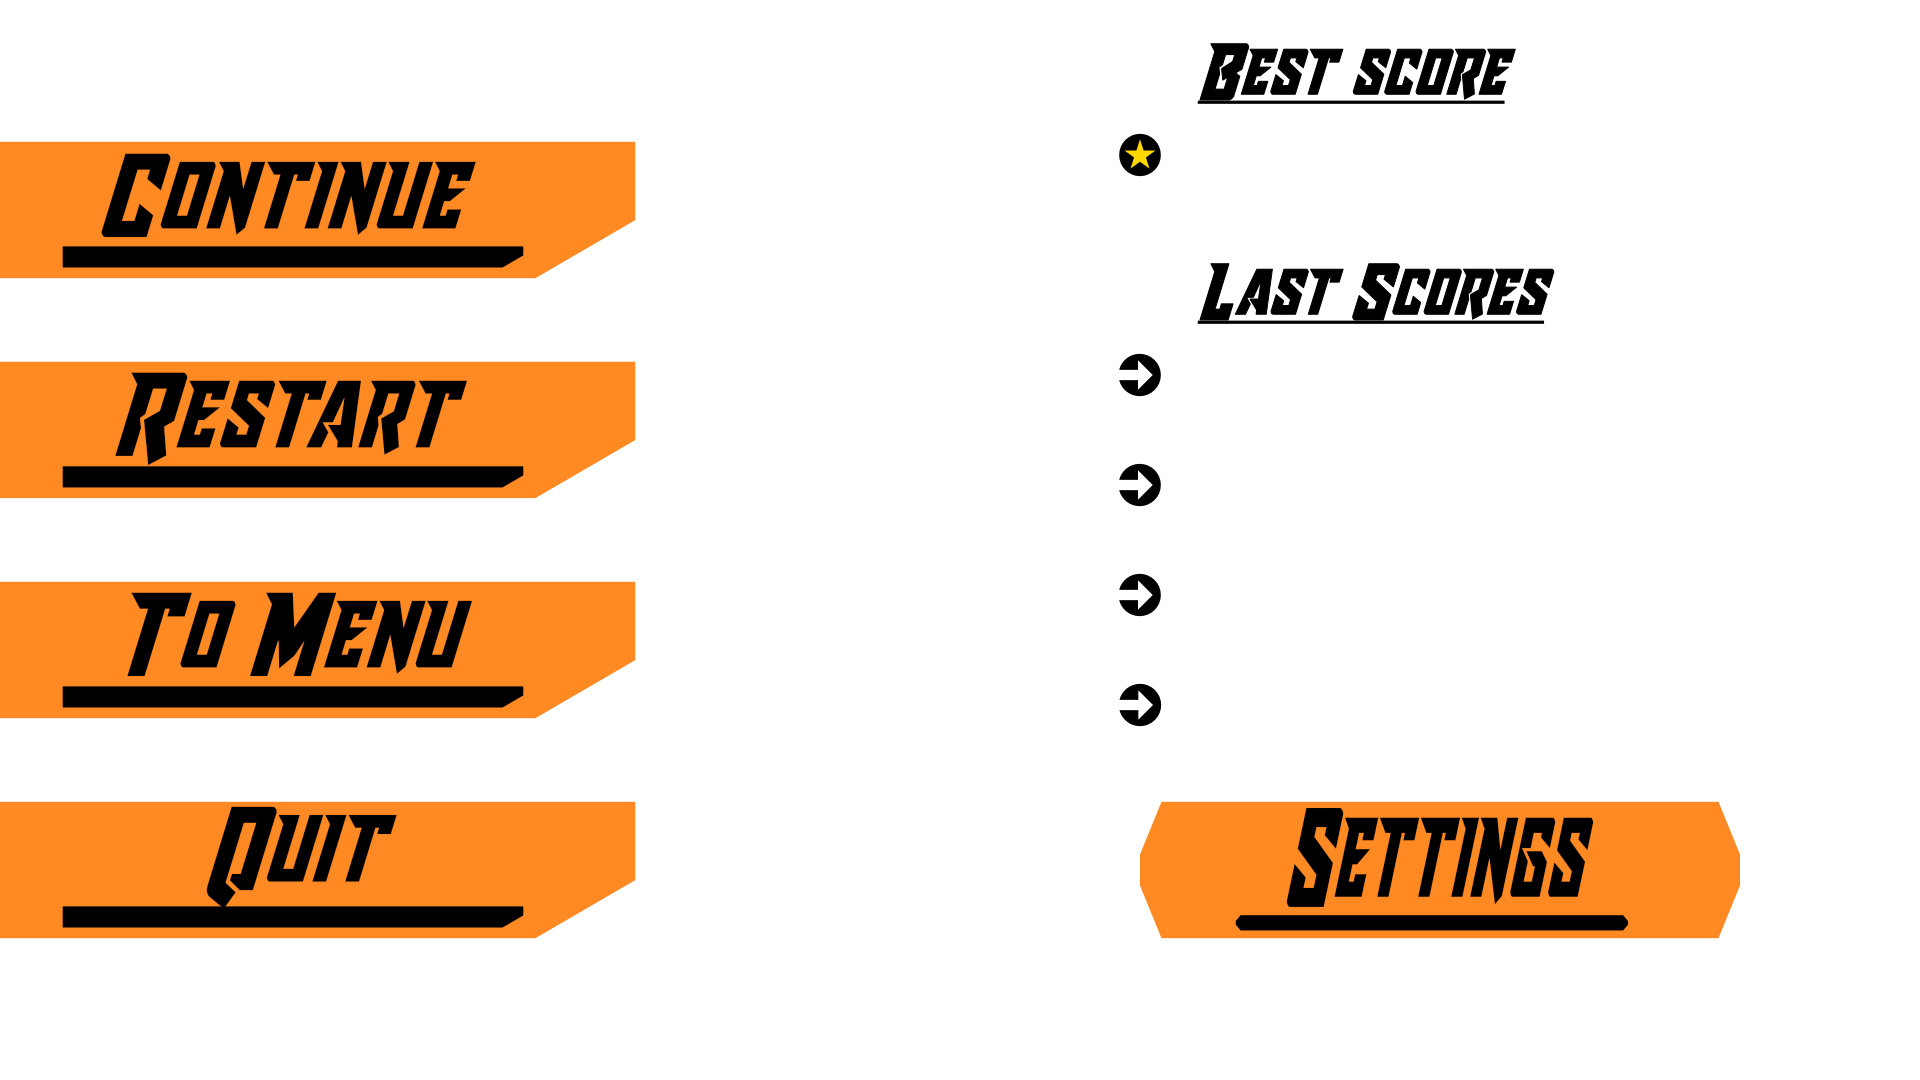 Continue
Restart
To Menu
Quit
Best score
Last Scores
Settings